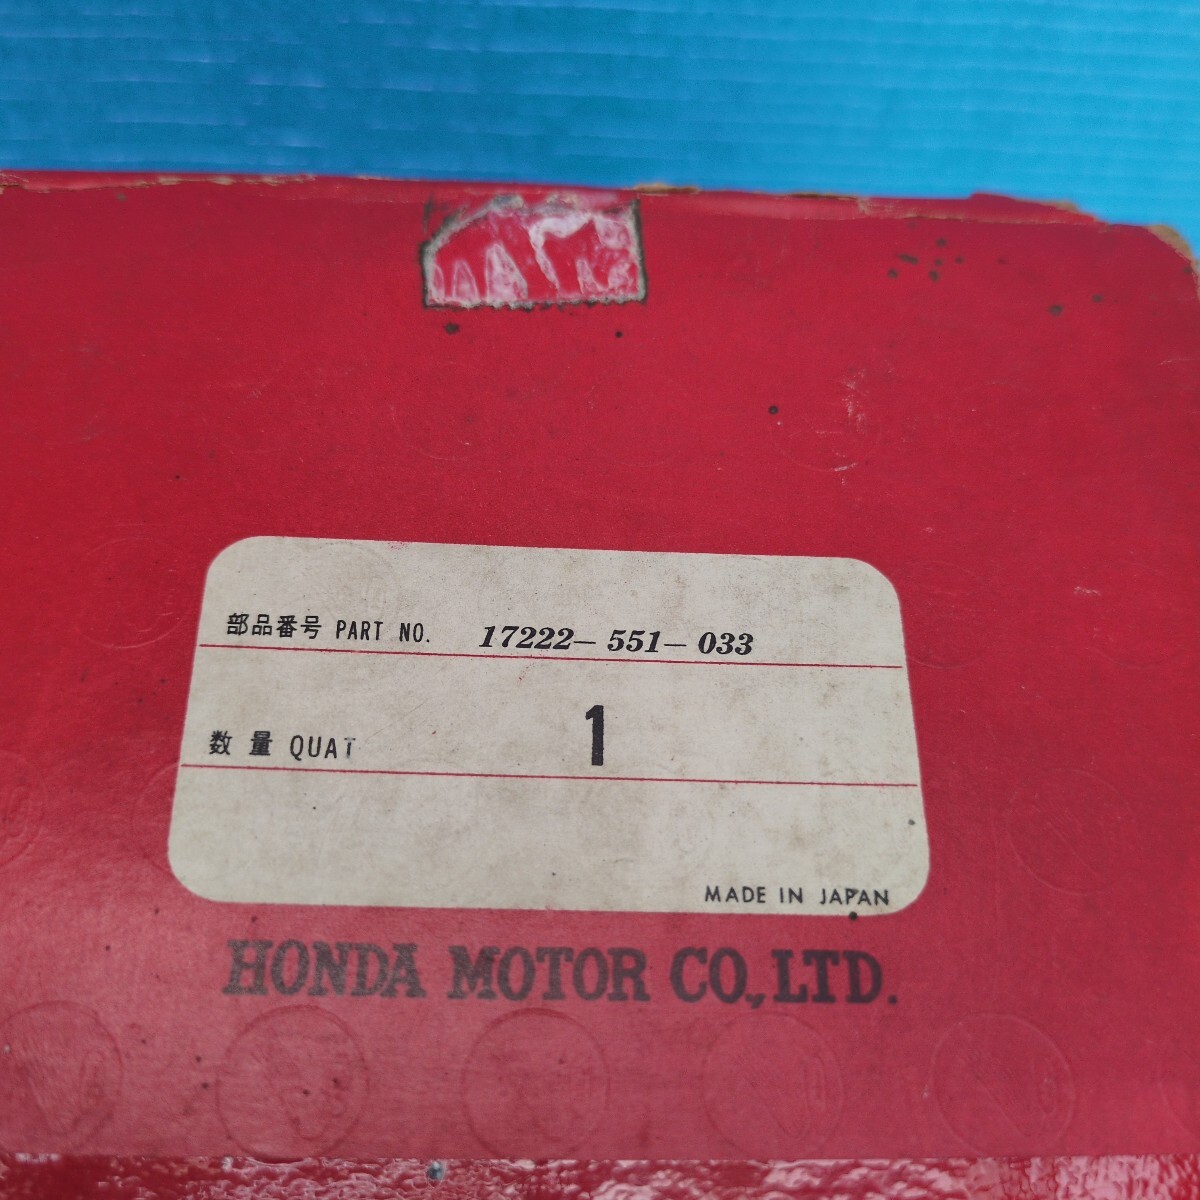 部品番号 PART NO. 17222-551-033
数量 QUAT 1
MADE IN JAPAN
HONDA MOTOR CO.,LTD.